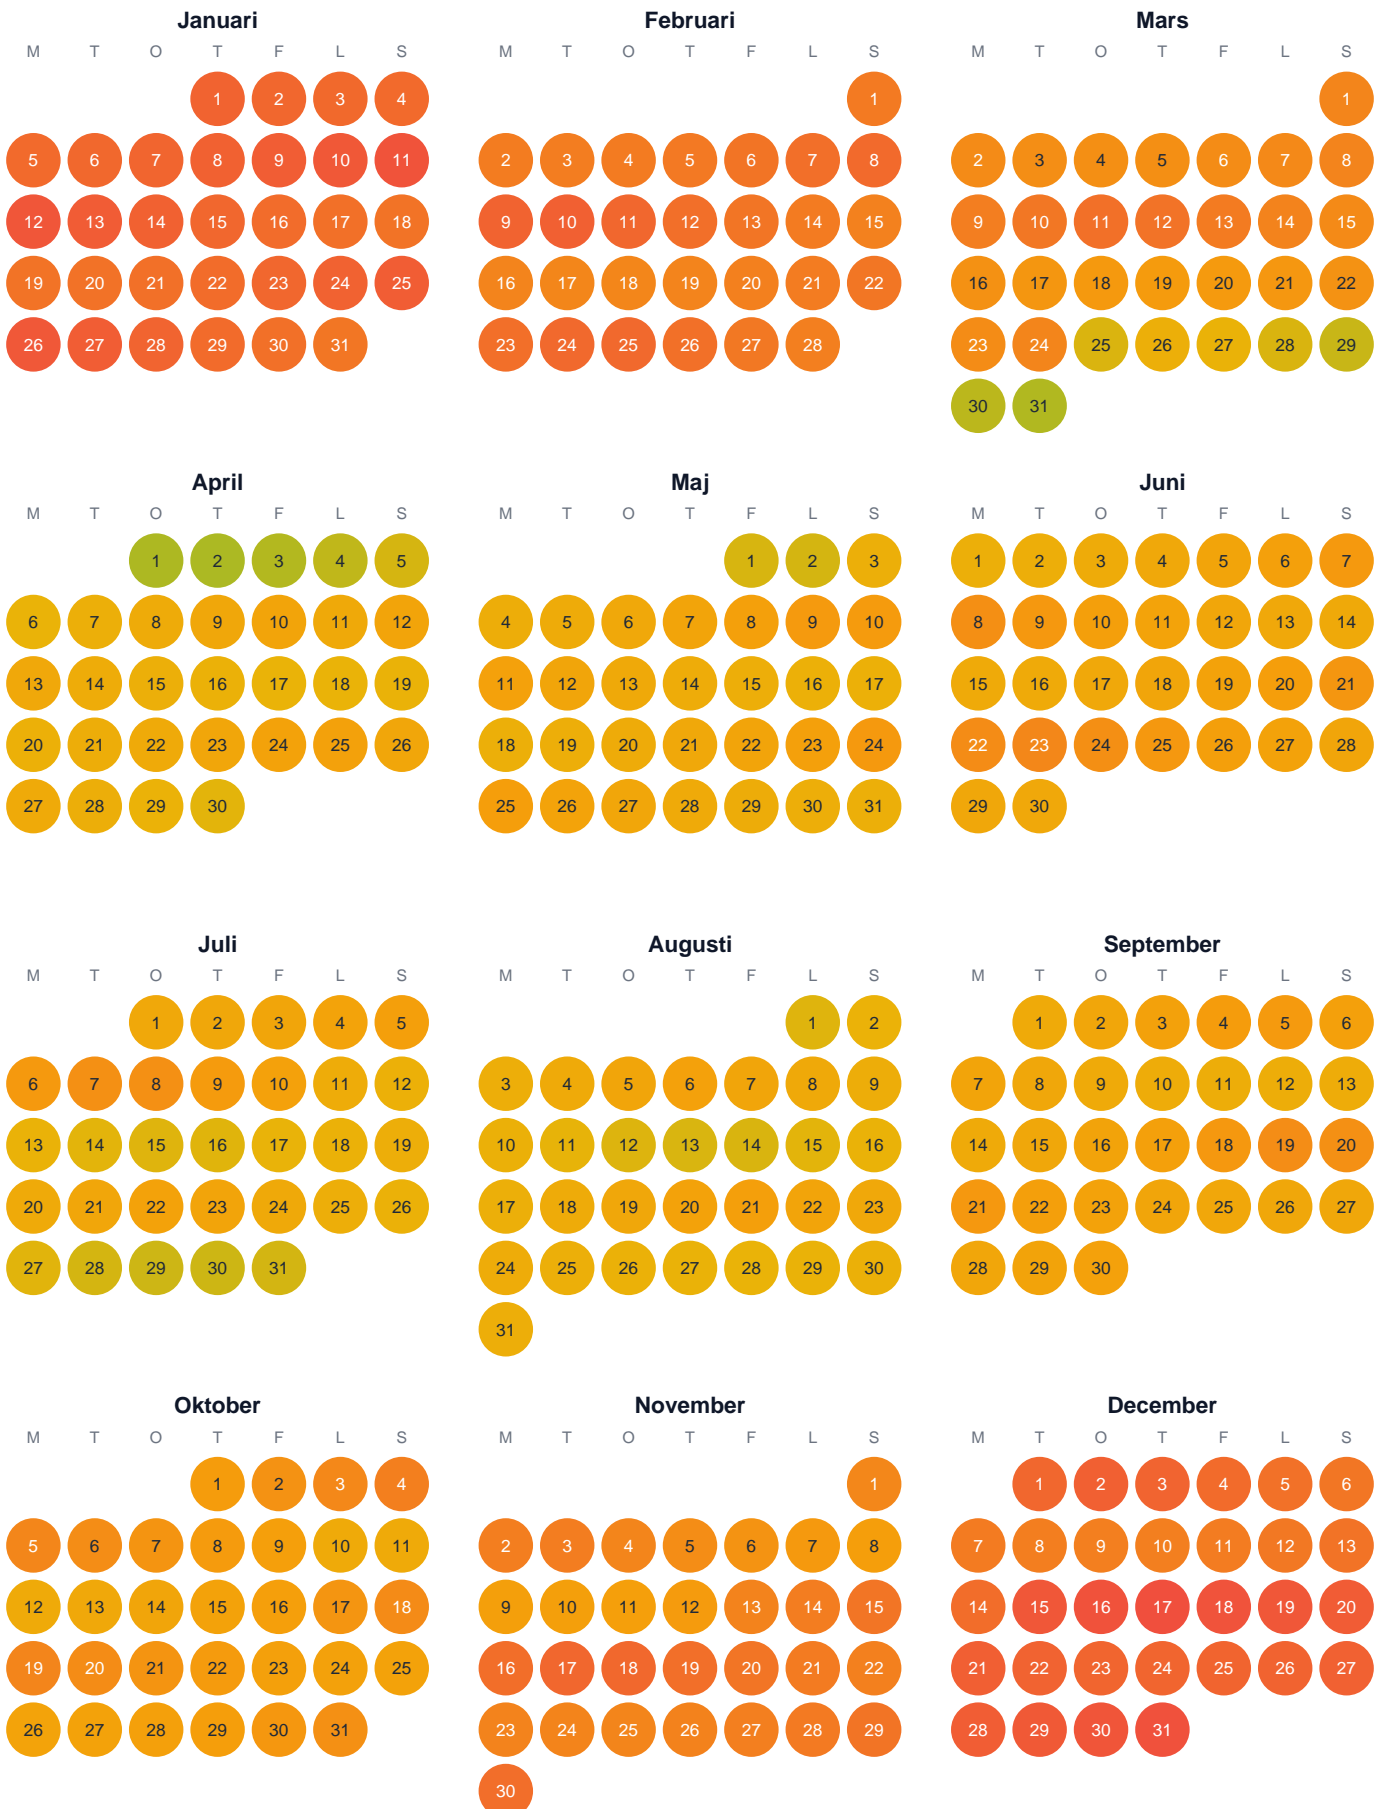 Januari Februari Mars
M T O T F L S M T O T F L S M T O T F L S
1 2 3 4 1 1
5 6 7 8 9 10 11 2 3 4 5 6 7 8 2 3 4 5 6 7 8
12 13 14 15 16 17 18 9 10 11 12 13 14 15 9 10 11 12 13 14 15
19 20 21 22 23 24 25 16 17 18 19 20 21 22 16 17 18 19 20 21 22
26 27 28 29 30 31 23 24 25 26 27 28 23 24 25 26 27 28 29
30 31
April Maj Juni
M T O T F L S M T O T F L S M T O T F L S
1 2 3 4 5 1 2 3 1 2 3 4 5 6 7
6 7 8 9 10 11 12 4 5 6 7 8 9 10 8 9 10 11 12 13 14
13 14 15 16 17 18 19 11 12 13 14 15 16 17 15 16 17 18 19 20 21
20 21 22 23 24 25 26 18 19 20 21 22 23 24 22 23 24 25 26 27 28
27 28 29 30 25 26 27 28 29 30 31 29 30
Juli Augusti September
M T O T F L S M T O T F L S M T O T F L S
1 2 3 4 5 1 2 1 2 3 4 5 6
6 7 8 9 10 11 12 3 4 5 6 7 8 9 7 8 9 10 11 12 13
13 14 15 16 17 18 19 10 11 12 13 14 15 16 14 15 16 17 18 19 20
20 21 22 23 24 25 26 17 18 19 20 21 22 23 21 22 23 24 25 26 27
27 28 29 30 31 24 25 26 27 28 29 30 28 29 30
31
Oktober November December
M T O T F L S M T O T F L S M T O T F L S
1 2 3 4 1 1 2 3 4 5 6
5 6 7 8 9 10 11 2 3 4 5 6 7 8 7 8 9 10 11 12 13
12 13 14 15 16 17 18 9 10 11 12 13 14 15 14 15 16 17 18 19 20
19 20 21 22 23 24 25 16 17 18 19 20 21 22 21 22 23 24 25 26 27
26 27 28 29 30 31 23 24 25 26 27 28 29 28 29 30 31
30